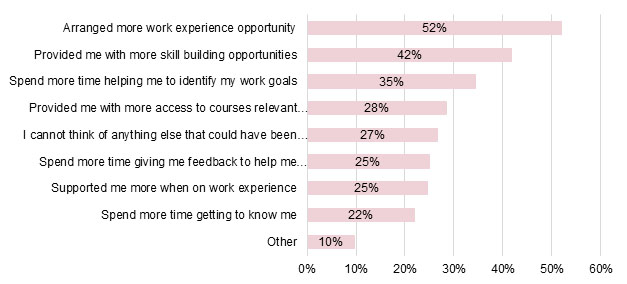 Arranged more work experience opportunity 52%
Provided me with more skill building opportunities 42%
Spend more time helping me to identify my work goals 35%
Provided me with more access to courses relevant... 28%
I cannot think of anything else that could have been... 27%
Spend more time giving me feedback to help me... 25%
Supported me more when on work experience 25%
Spend more time getting to know me 22%
Other 10%
0% 10% 20% 30% 40% 50% 60%